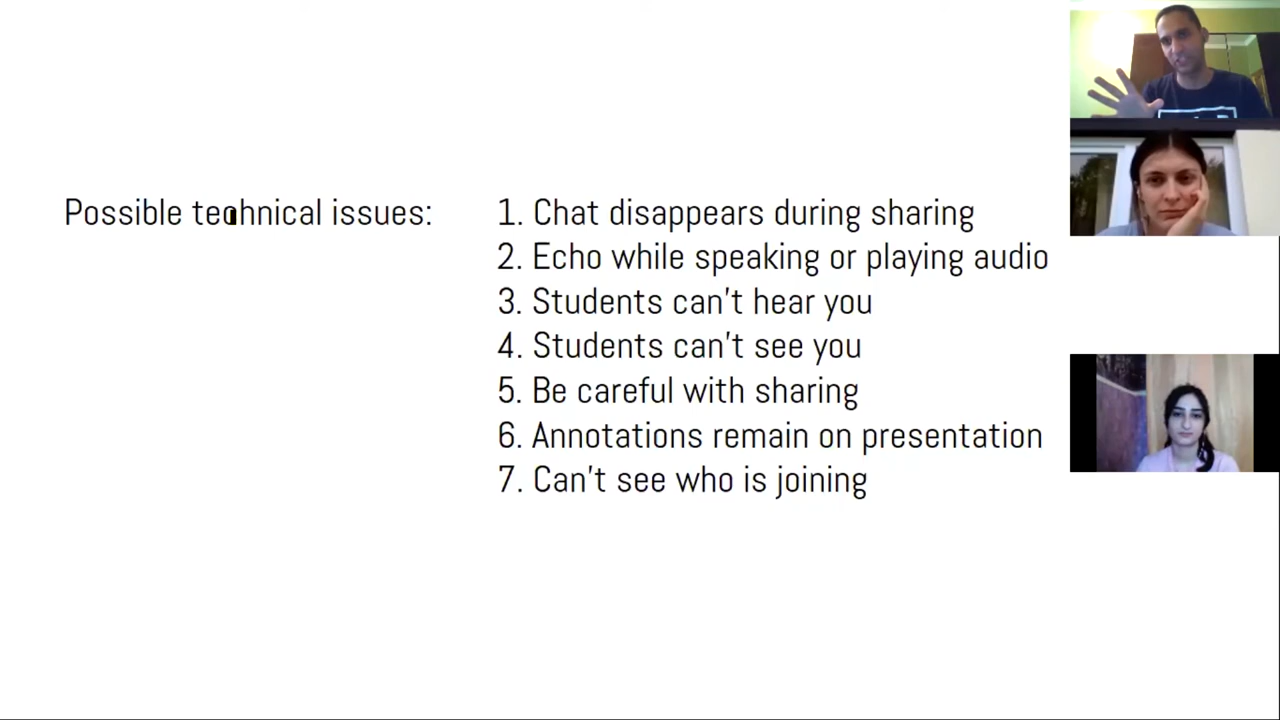 Possible technical issues:
1. Chat disappears during sharing
2. Echo while speaking or playing audio
3. Students can't hear you
4. Students can't see you
5. Be careful with sharing
6. Annotations remain on presentation
7. Can't see who is joining